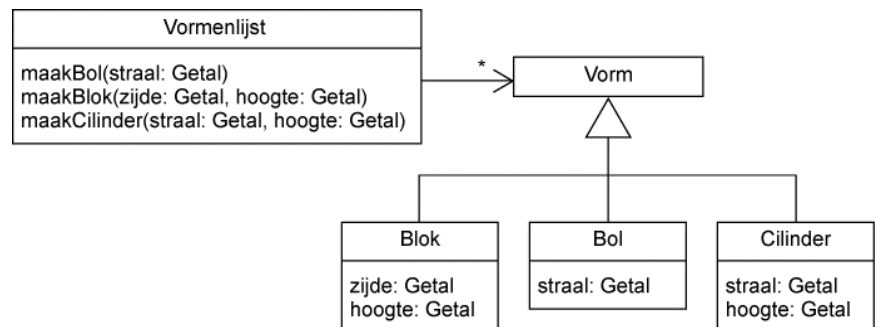 Vormenlijst
maakBol(straal: Getal)
maakBlok(zijde: Getal, hoogte: Getal)
maakCilinder(straal: Getal, hoogte: Getal)
*
Vorm
Blok
zijde: Getal
hoogte: Getal
Bol
straal: Getal
Cilinder
straal: Getal
hoogte: Getal